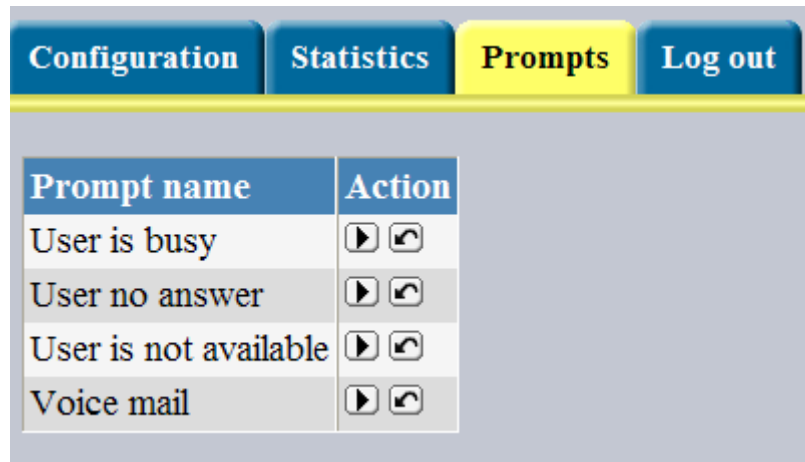 Configuration Statistics Prompts Log out
Prompt name Action
User is busy
User no answer
User is not available
Voice mail